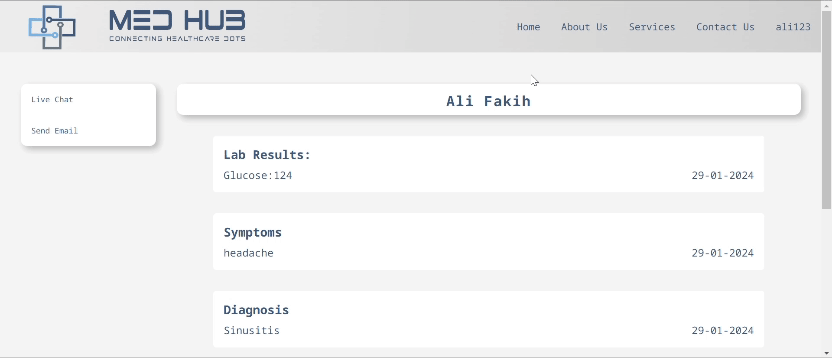 MED HUB
CONNECTING HEALTHCARE DOTS
Home About Us Services Contact Us ali123
Live Chat
Send Email
Ali Fakih
Lab Results:
Glucose:124 29-01-2024
Symptoms
headache 29-01-2024
Diagnosis
Sinusitis 29-01-2024